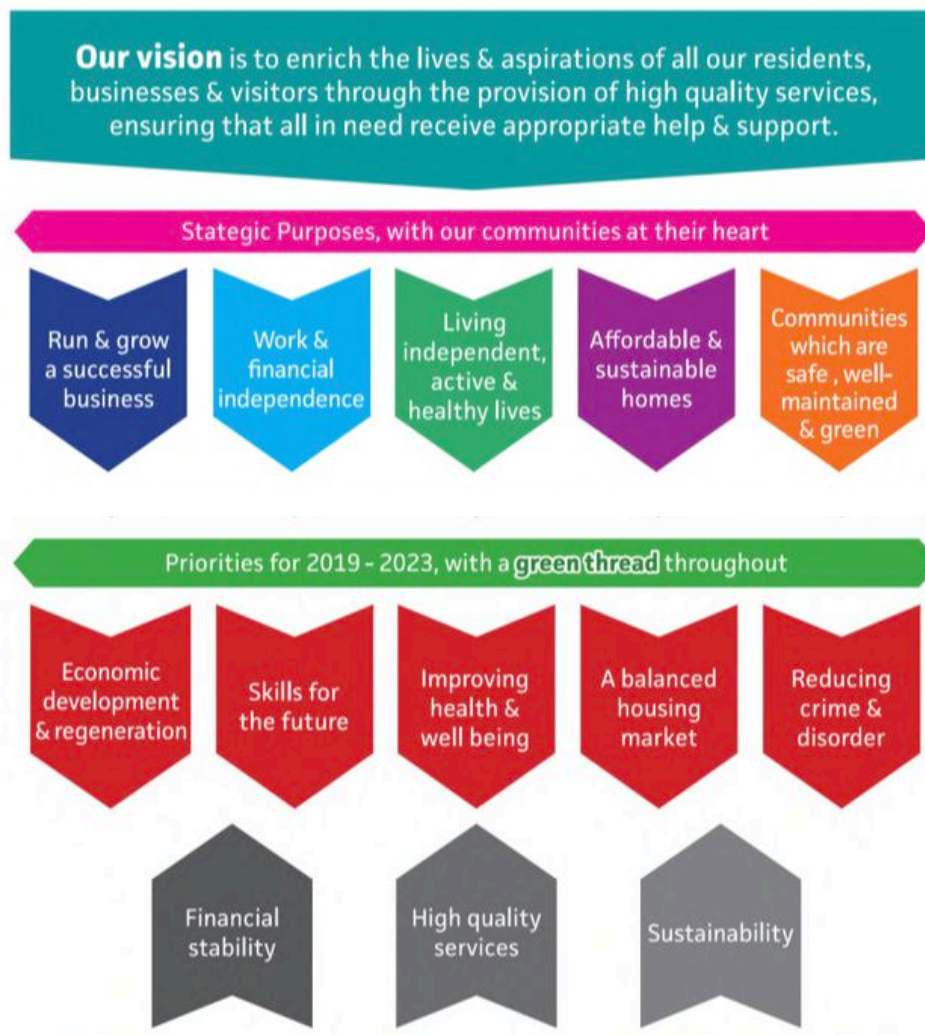 Our vision is to enrich the lives & aspirations of all our residents,
businesses & visitors through the provision of high quality services,
ensuring that all in need receive appropriate help & support.
Stategic Purposes, with our communities at their heart
Run & grow
a successful
business
Work &
financial
independence
Living
independent,
active &
healthy lives
Affordable &
sustainable
homes
Communities
which are
safe , well-
maintained
& green
Priorities for 2019 - 2023, with a green thread throughout
Economic
development
& regeneration
Skills for
the future
Improving
health &
well being
A balanced
housing
market
Reducing
crime &
disorder
Financial
stability
High quality
services
Sustainability